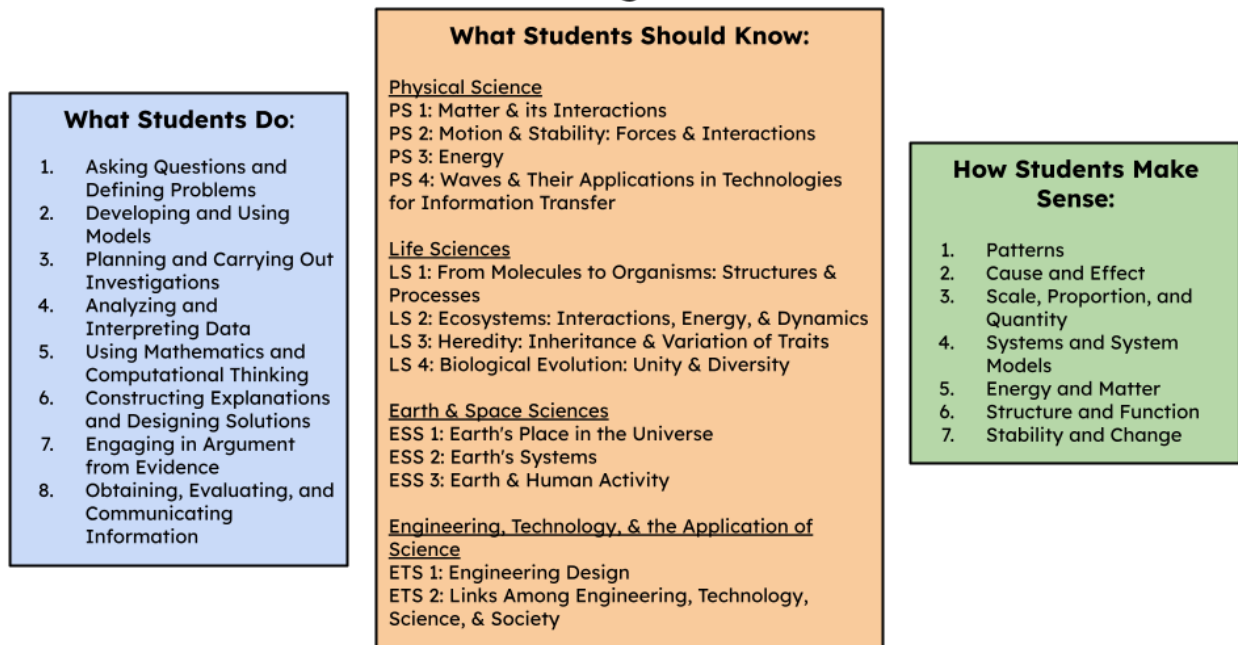 What Students Do:
1. Asking Questions and
Defining Problems
2. Developing and Using
Models
3. Planning and Carrying Out
Investigations
4. Analyzing and
Interpreting Data
5. Using Mathematics and
Computational Thinking
6. Constructing Explanations
and Designing Solutions
7. Engaging in Argument
from Evidence
8. Obtaining, Evaluating, and
Communicating
Information
What Students Should Know:
Physical Science
PS 1: Matter & its Interactions
PS 2: Motion & Stability: Forces & Interactions
PS 3: Energy
PS 4: Waves & Their Applications in Technologies
for Information Transfer
Life Sciences
LS 1: From Molecules to Organisms: Structures &
Processes
LS 2: Ecosystems: Interactions, Energy, & Dynamics
LS 3: Heredity: Inheritance & Variation of Traits
LS 4: Biological Evolution: Unity & Diversity
Earth & Space Sciences
ESS 1: Earth's Place in the Universe
ESS 2: Earth's Systems
ESS 3: Earth & Human Activity
Engineering, Technology, & the Application of
Science
ETS 1: Engineering Design
ETS 2: Links Among Engineering, Technology,
Science, & Society
How Students Make
Sense:
1. Patterns
2. Cause and Effect
3. Scale, Proportion, and
Quantity
4. Systems and System
Models
5. Energy and Matter
6. Structure and Function
7. Stability and Change